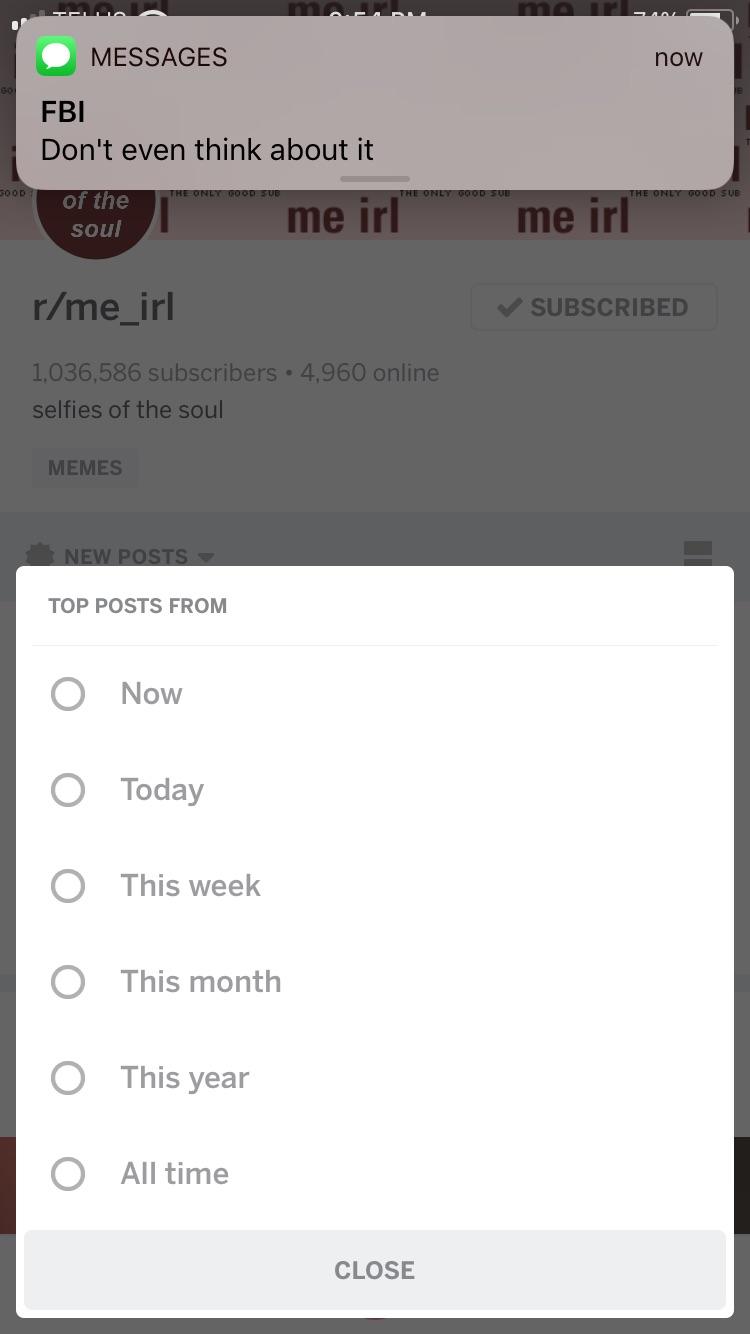 MESSAGES now
FBI
Don't even think about it
of the
soul
THE ONLY GOOD SUB THE ONLY GOOD SUB THE ONLY GOOD SUB
me irl me irl
r/me_irl
SUBSCRIBED
1,036,586 subscribers • 4,960 online
selfies of the soul
MEMES
NEW POSTS
TOP POSTS FROM
Now
Today
This week
This month
This year
All time
CLOSE